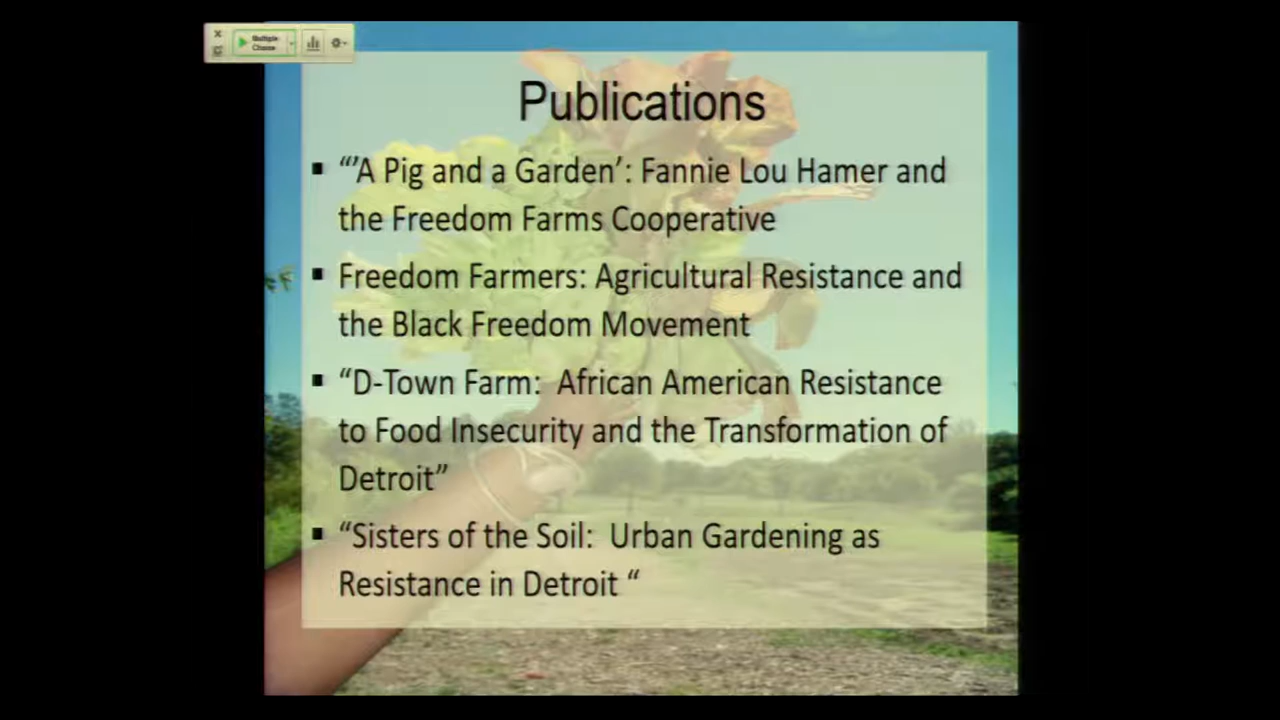 Multiple
Choice
Publications
▪ “’A Pig and a Garden’: Fannie Lou Hamer and
the Freedom Farms Cooperative
▪ Freedom Farmers: Agricultural Resistance and
the Black Freedom Movement
▪ “D-Town Farm:  African American Resistance
to Food Insecurity and the Transformation of
Detroit”
▪ “Sisters of the Soil:  Urban Gardening as
Resistance in Detroit “